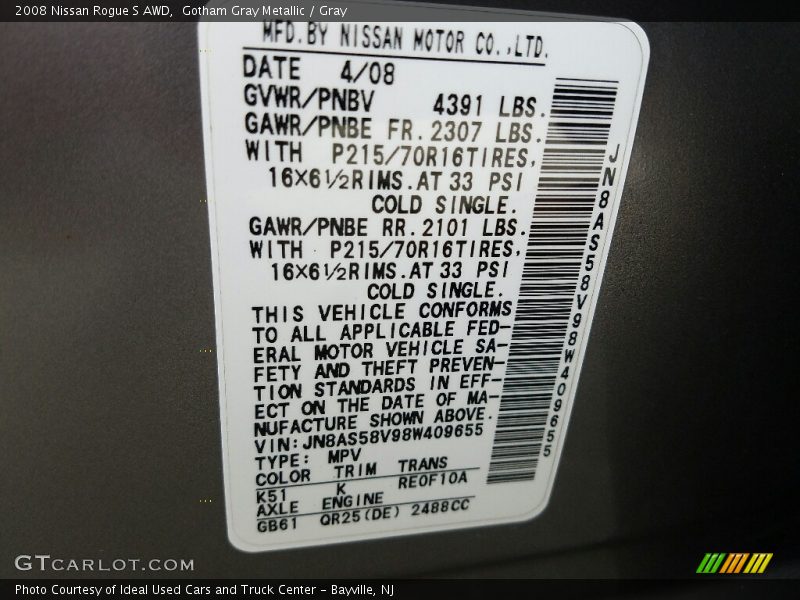 2008 Nissan Rogue S AWD,  Gotham Gray Metallic / Gray
MFD.BY NISSAN MOTOR CO.,LTD.
DATE 4/08
GVWR/PNBV 4391 LBS.
GAWR/PNBE FR. 2307 LBS.
WITH P215/70R16TIRES,
16X6½RIMS.AT 33 PSI
COLD SINGLE.
GAWR/PNBE RR. 2101 LBS.
WITH P215/70R16TIRES,
16X6½RIMS.AT 33 PSI
COLD SINGLE.
THIS VEHICLE CONFORMS
TO ALL APPLICABLE FED-
ERAL MOTOR VEHICLE SA-
FETY AND THEFT PREVEN-
TION STANDARDS IN EFF-
ECT ON THE DATE OF MA-
NUFACTURE SHOWN ABOVE.
VIN:JN8AS58V98W409655
TYPE: MPV
COLOR TRIM TRANS
K51 K RE0F10A
AXLE ENGINE
GB61 QR25(DE) 2488CC
JN8AS58V98W409655
GTCARLOT.COM
Photo Courtesy of Ideal Used Cars and Truck Center - Bayville, NJ